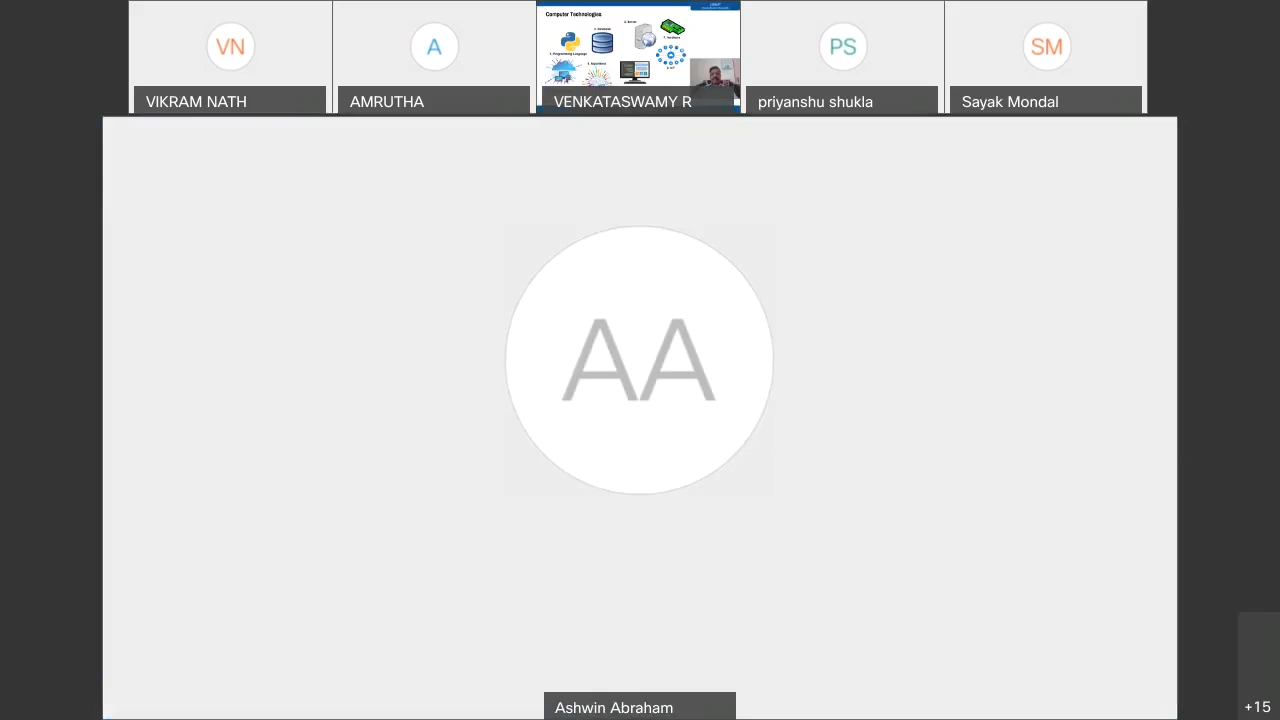 VN
VIKRAM NATH
A
AMRUTHA
Computer Technologies
VENKATASWAMY R
PS
priyanshu shukla
SM
Sayak Mondal
AA
Ashwin Abraham
+15